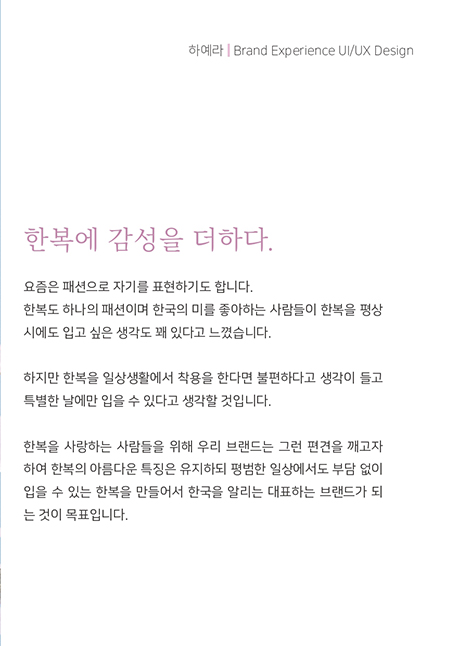 하예라 | Brand Experience UI/UX Design
한복에 감성을 더하다.
요즘은 패션으로 자기를 표현하기도 합니다.
한복도 하나의 패션이며 한국의 미를 좋아하는 사람들이 한복을 평상
시에도 입고 싶은 생각도 꽤 있다고 느꼈습니다.
하지만 한복을 일상생활에서 착용을 한다면 불편하다고 생각이 들고
특별한 날에만 입을 수 있다고 생각할 것입니다.
한복을 사랑하는 사람들을 위해 우리 브랜드는 그런 편견을 깨고자
하여 한복의 아름다운 특징은 유지하되 평범한 일상에서도 부담 없이
입을 수 있는 한복을 만들어서 한국을 알리는 대표하는 브랜드가 되
는 것이 목표입니다.